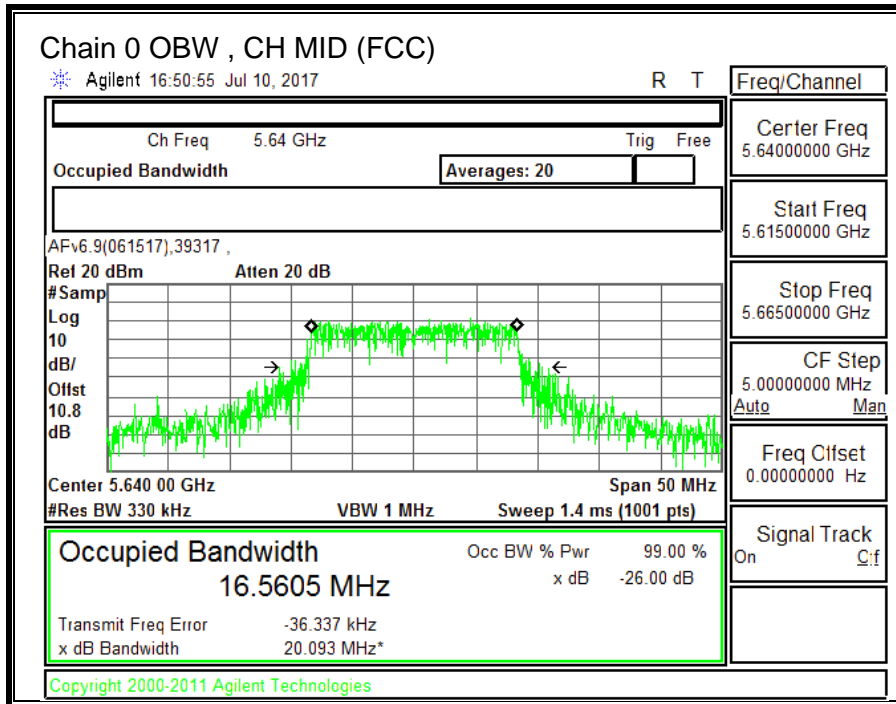 Chain 0 OBW , CH MID (FCC)
Agilent 16:50:55 Jul 10, 2017 R T
Freq/Channel
Ch Freq 5.64 GHz Trig Free
Occupied Bandwidth Averages: 20
AFv6.9(061517),39317 ,
Ref 20 dBm Atten 20 dB
#Samp
Log
10
dB/
Offst
10.8
dB
Center 5.640 00 GHz Span 50 MHz
#Res BW 330 kHz VBW 1 MHz Sweep 1.4 ms (1001 pts)
Occupied Bandwidth Occ BW % Pwr 99.00 %
16.5605 MHz x dB -26.00 dB
Transmit Freq Error -36.337 kHz
x dB Bandwidth 20.093 MHz*
Copyright 2000-2011 Agilent Technologies
Center Freq
5.64000000 GHz
Start Freq
5.61500000 GHz
Stop Freq
5.66500000 GHz
CF Step
5.00000000 MHz
Auto Man
Freq Offset
0.00000000 Hz
Signal Track
On Off